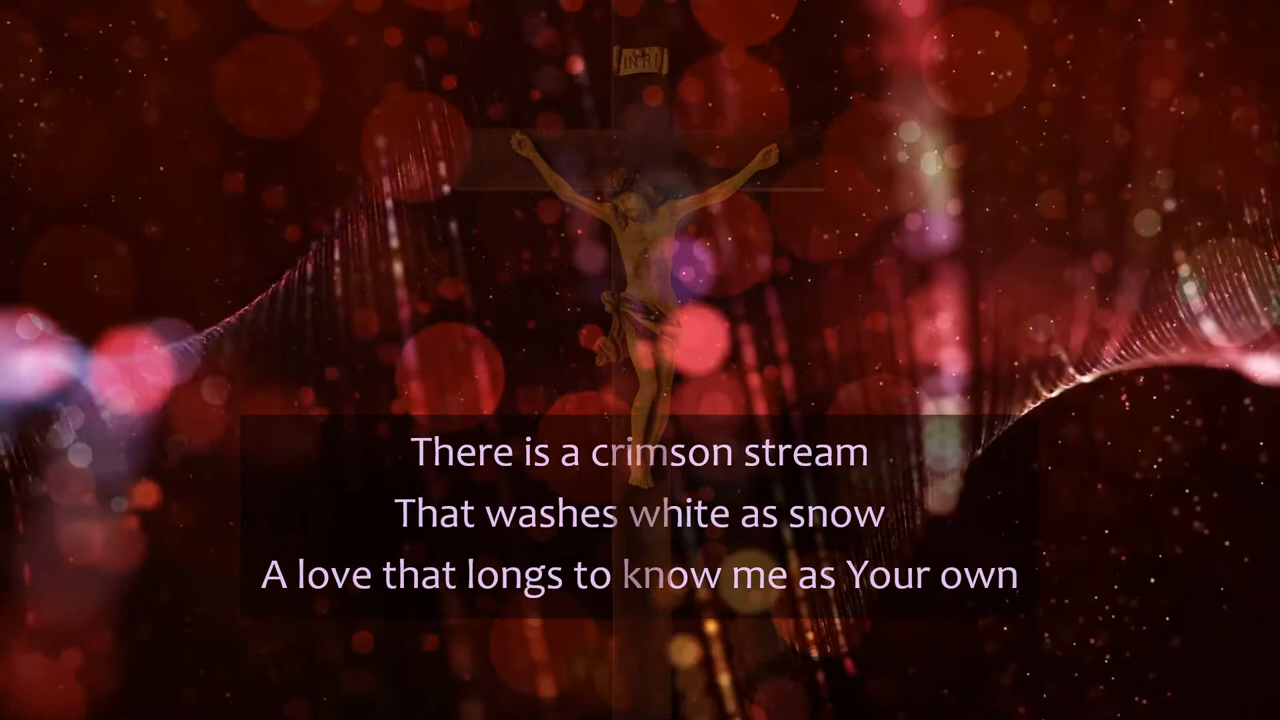 INRI
There is a crimson stream
That washes white as snow
A love that longs to know me as Your own